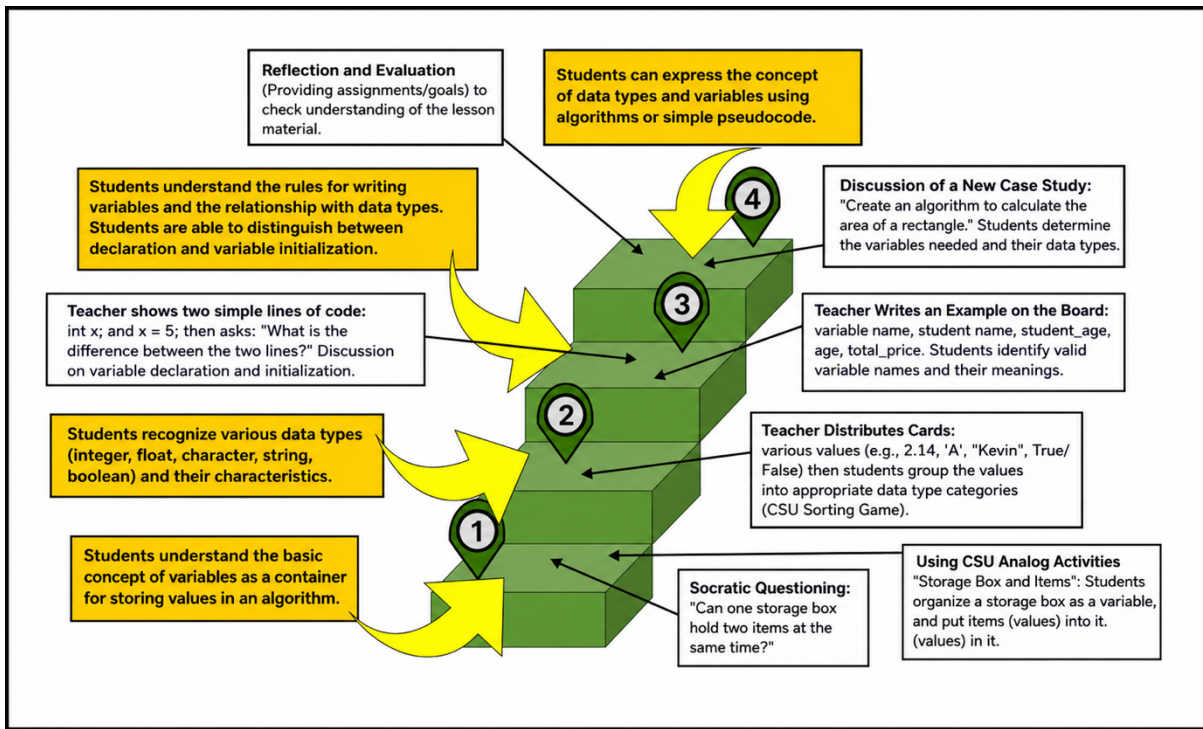 Reflection and Evaluation
(Providing assignments/goals) to
check understanding of the lesson
material.
Students can express the concept
of data types and variables using
algorithms or simple pseudocode.
Students understand the rules for writing
variables and the relationship with data types.
Students are able to distinguish between
declaration and variable initialization.
4
Discussion of a New Case Study:
"Create an algorithm to calculate the
area of a rectangle." Students determine
the variables needed and their data types.
Teacher shows two simple lines of code:
int x; and x = 5; then asks: "What is the
difference between the two lines?" Discussion
on variable declaration and initialization.
3
Teacher Writes an Example on the Board:
variable name, student name, student_age,
age, total_price. Students identify valid
variable names and their meanings.
Students recognize various data types
(integer, float, character, string,
boolean) and their characteristics.
2
Teacher Distributes Cards:
various values (e.g., 2.14, 'A', "Kevin", True/
False) then students group the values
into appropriate data type categories
(CSU Sorting Game).
1
Students understand the basic
concept of variables as a container
for storing values in an algorithm.
Socratic Questioning:
"Can one storage box
hold two items at the
same time?"
Using CSU Analog Activities
"Storage Box and Items": Students
organize a storage box as a variable,
and put items (values) into it.
(values) in it.